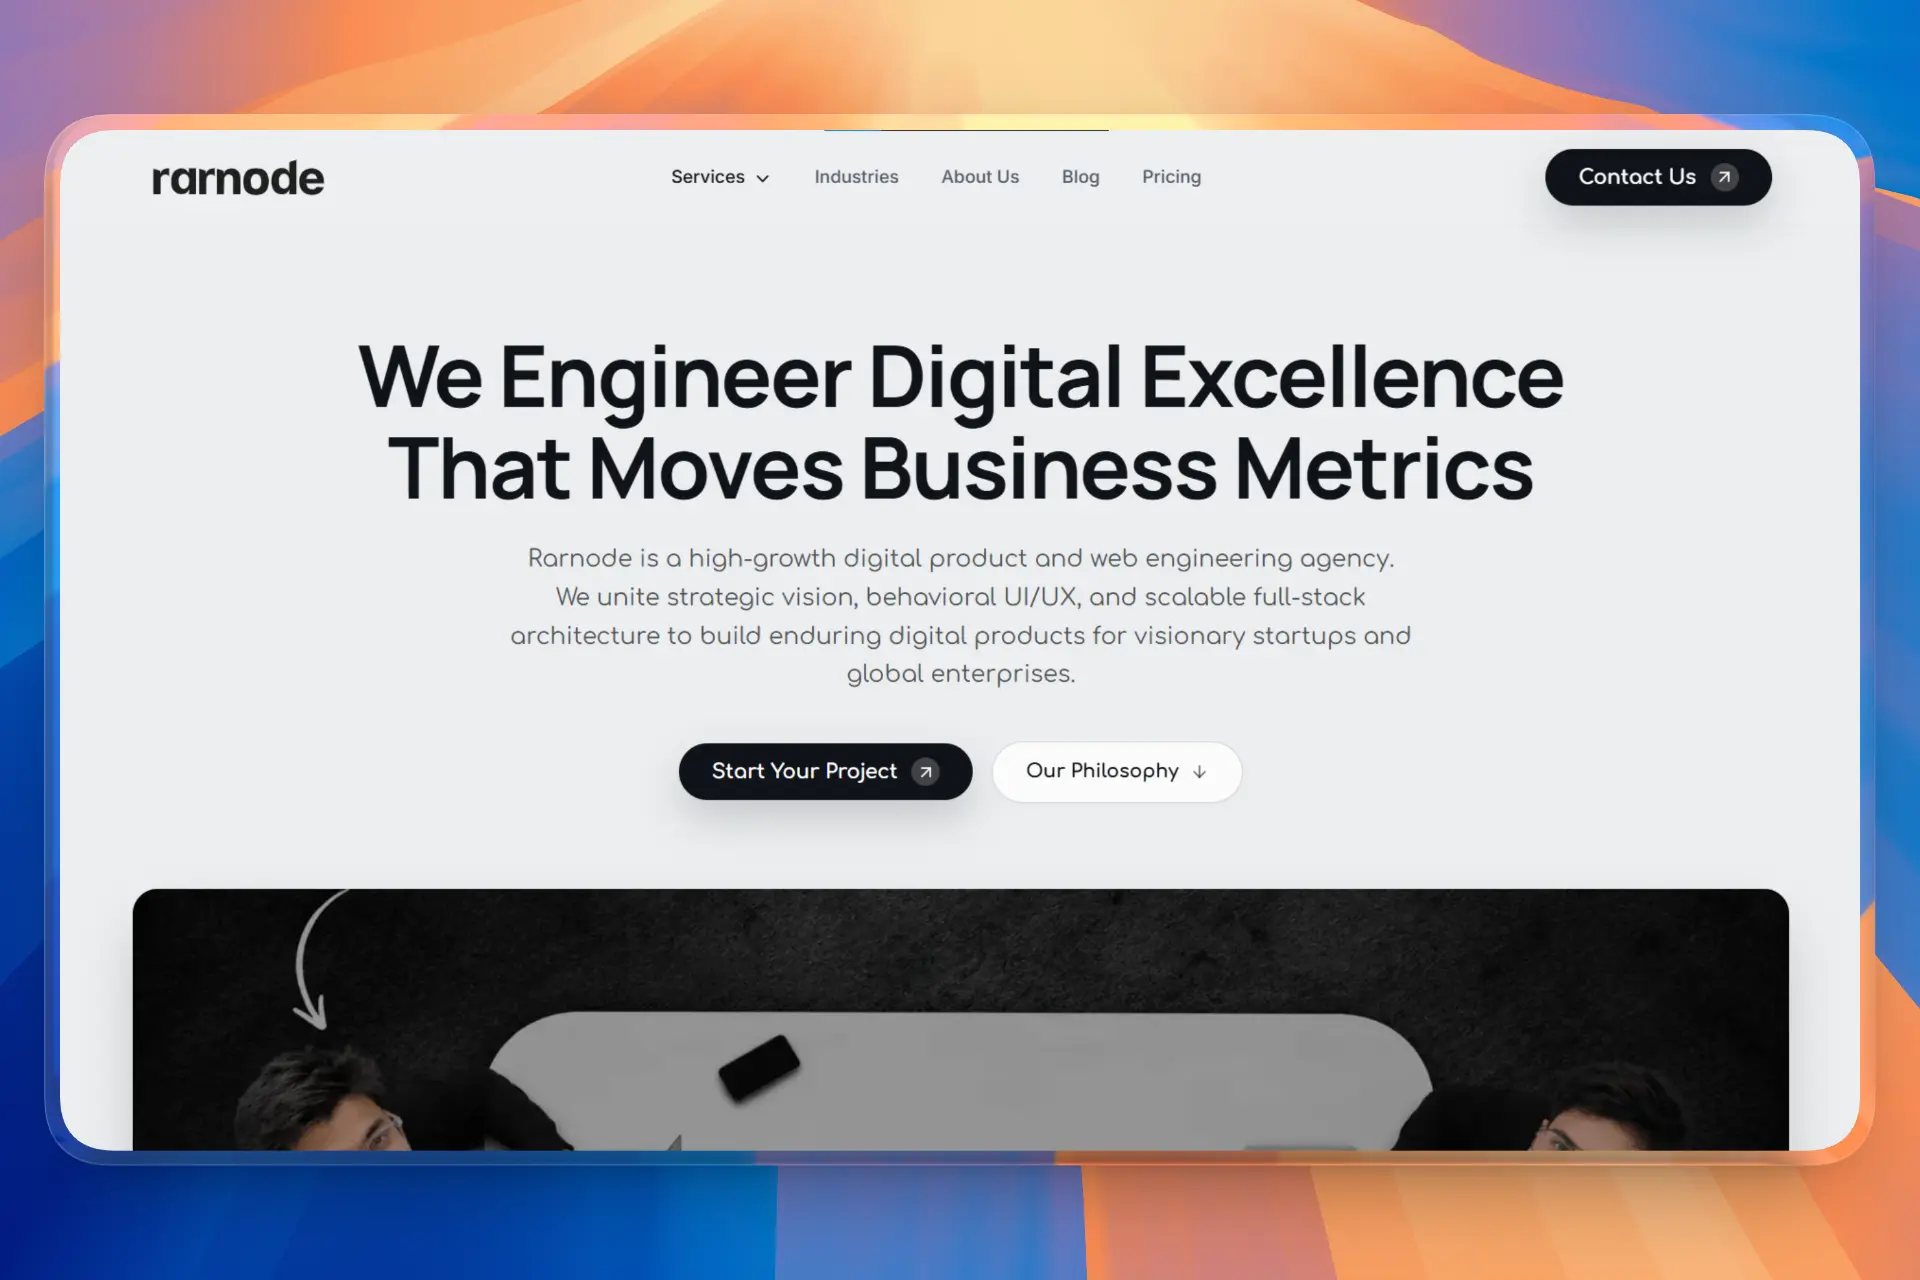 rarnode
Services
Industries
About Us
Blog
Pricing
Contact Us
We Engineer Digital Excellence
That Moves Business Metrics
Rarnode is a high-growth digital product and web engineering agency.
We unite strategic vision, behavioral UI/UX, and scalable full-stack
architecture to build enduring digital products for visionary startups and
global enterprises.
Start Your Project
Our Philosophy